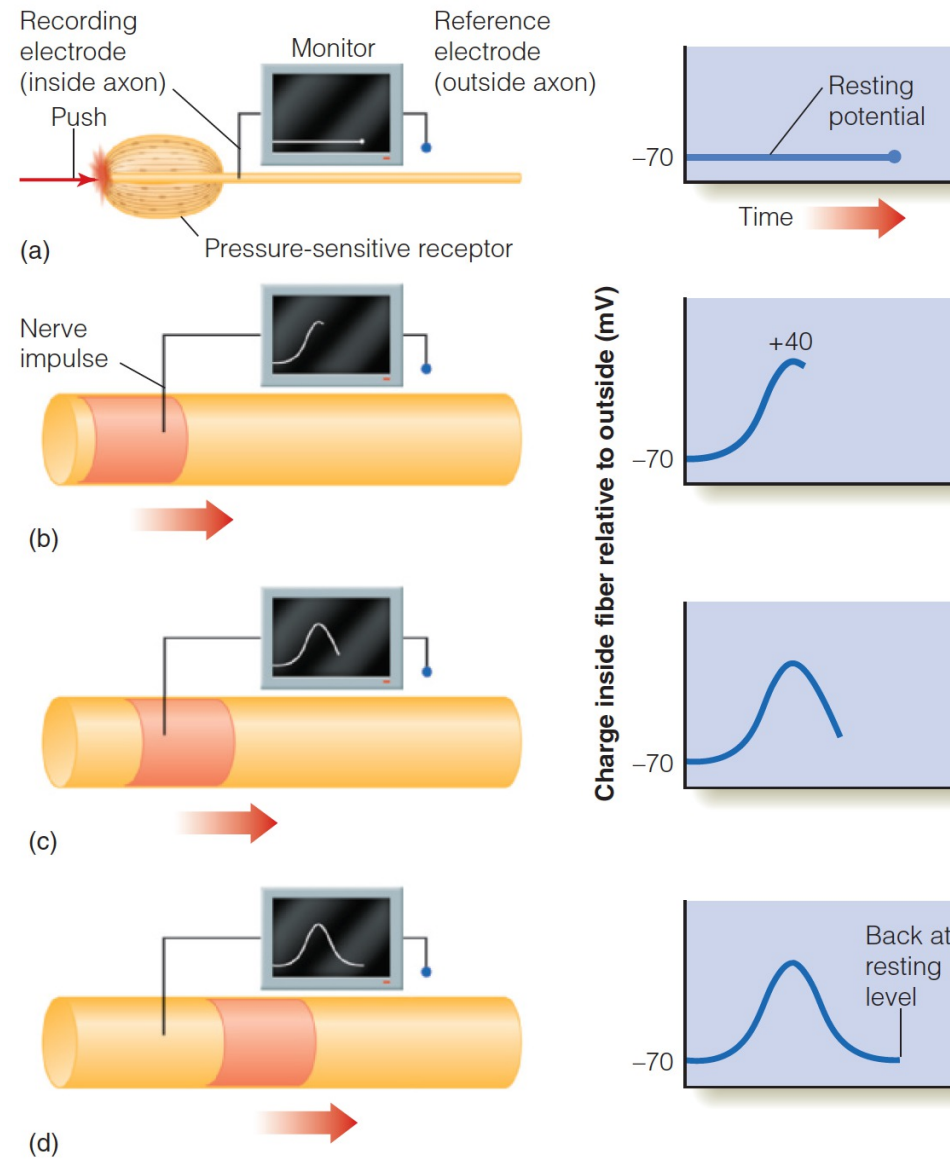 Recording
electrode
(inside axon)
Push
Monitor
Reference
electrode
(outside axon)
Pressure-sensitive receptor
(a)
Resting
potential
–70
Time
Nerve
impulse
(b)
+40
–70
Charge inside fiber relative to outside (mV)
(c)
–70
(d)
Back at
resting
level
–70